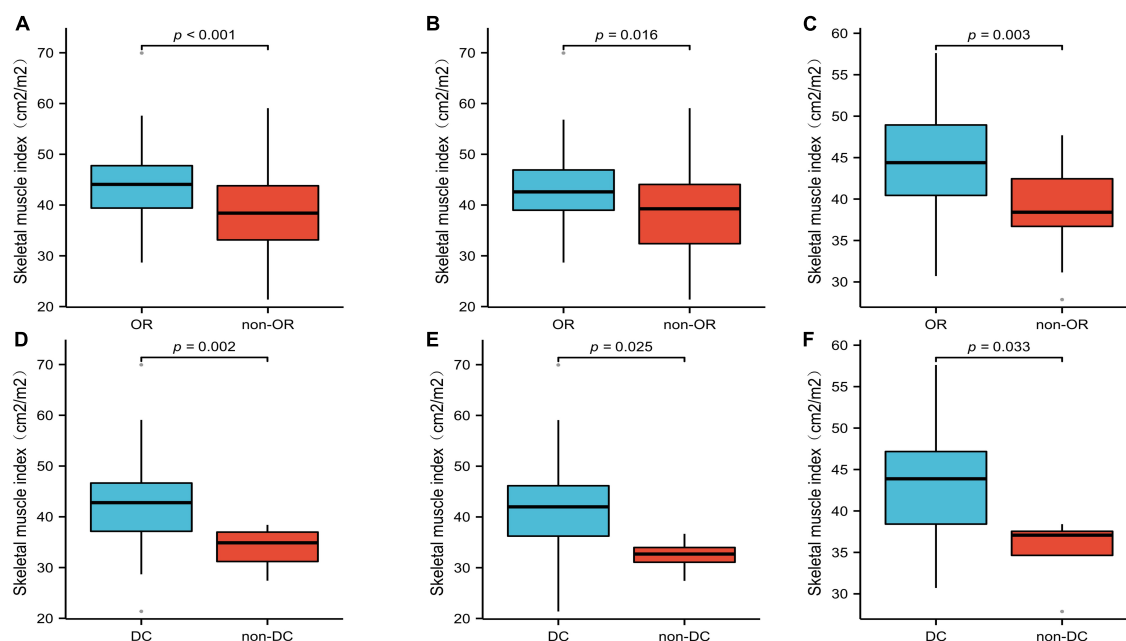 A
p < 0.001
Skeletal muscle index（cm2/m2）
70
60
50
40
30
20
OR
non-OR
B
p = 0.016
Skeletal muscle index（cm2/m2）
70
60
50
40
30
20
OR
non-OR
C
p = 0.003
Skeletal muscle index（cm2/m2）
60
55
50
45
40
35
30
OR
non-OR
D
p = 0.002
Skeletal muscle index（cm2/m2）
70
60
50
40
30
20
DC
non-DC
E
p = 0.025
Skeletal muscle index（cm2/m2）
70
60
50
40
30
20
DC
non-DC
F
p = 0.033
Skeletal muscle index（cm2/m2）
60
55
50
45
40
35
30
DC
non-DC